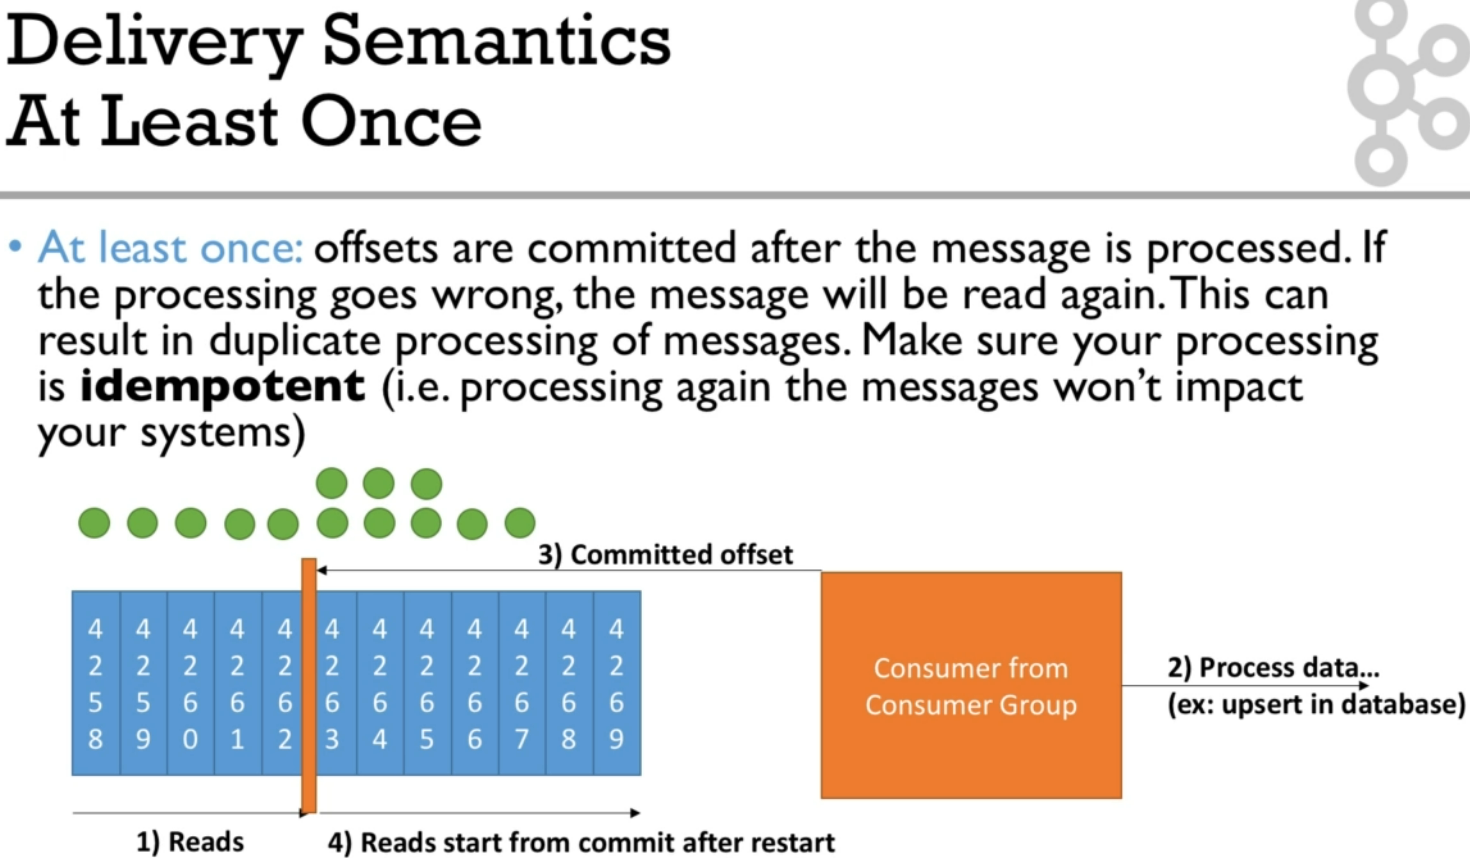 Delivery Semantics
At Least Once
• At least once: offsets are committed after the message is processed. If
the processing goes wrong, the message will be read again. This can
result in duplicate processing of messages. Make sure your processing
is idempotent (i.e. processing again the messages won't impact
your systems)
3) Committed offset
4258 4259 4260 4261 4262 4263 4264 4265 4266 4267 4268 4269
Consumer from
Consumer Group
2) Process data...
(ex: upsert in database)
1) Reads
4) Reads start from commit after restart